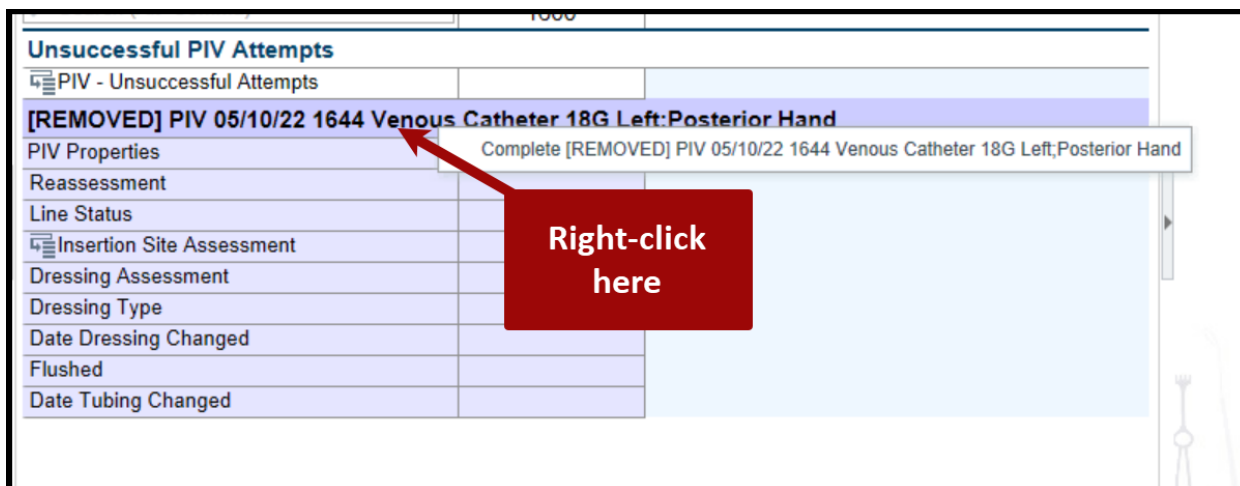 Unsuccessful PIV Attempts
PIV - Unsuccessful Attempts
[REMOVED] PIV 05/10/22 1644 Venous Catheter 18G Left;Posterior Hand
PIV Properties
Complete [REMOVED] PIV 05/10/22 1644 Venous Catheter 18G Left;Posterior Hand
Reassessment
Line Status
Insertion Site Assessment
Dressing Assessment
Dressing Type
Date Dressing Changed
Flushed
Date Tubing Changed
Right-click
here